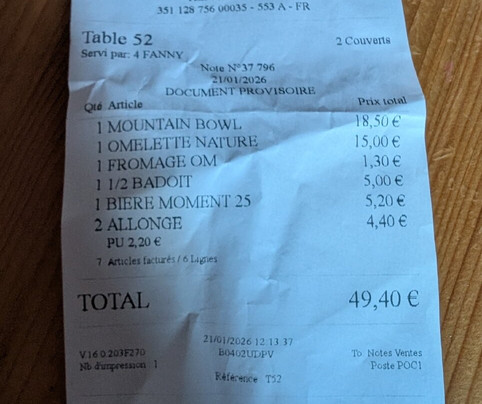 351 128 756 00035 - 553 A - FR
Table 52 2 Couverts
Servi par: 4 FANNY
Note N°37 796
21/01/2026
DOCUMENT PROVISOIRE
Qté Article Prix total
1 MOUNTAIN BOWL 18,50 €
1 OMELETTE NATURE 15,00 €
1 FROMAGE OM 1,30 €
1 1/2 BADOIT 5,00 €
1 BIERE MOMENT 25 5,20 €
2 ALLONGE 4,40 €
PU 2,20 €
7 Articles facturés / 6 Lignes
TOTAL 49,40 €
21/01/2026 12:13:37
V16.0.203F270 B0402UDPV To Notes Ventes
Nb d'impression 1 Poste POC1
Référence T52